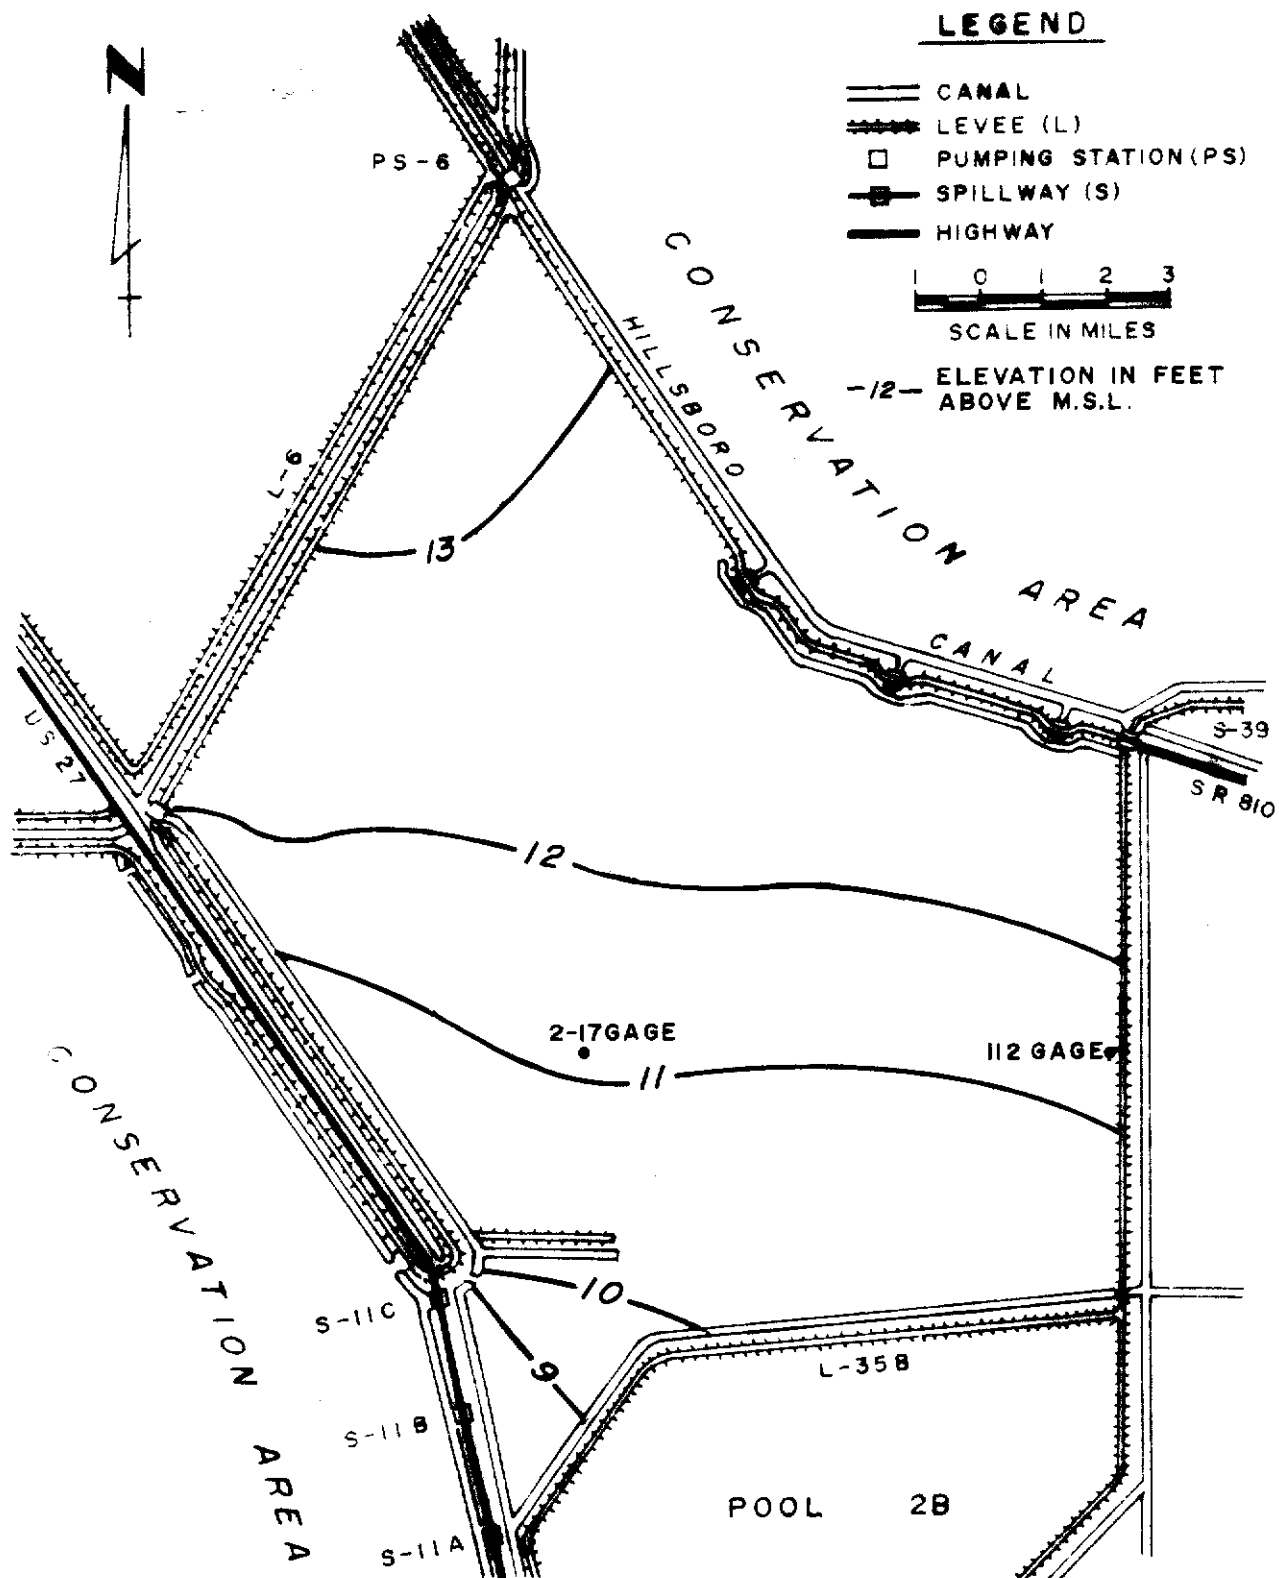 LEGEND
CANAL
LEVEE (L)
PUMPING STATION (PS)
SPILLWAY (S)
HIGHWAY
1 0 1 2 3
SCALE IN MILES
-12- ELEVATION IN FEET
ABOVE M.S.L.
N
PS-6
CONSERVATION AREA
HILLSBORO
CANAL
L-6
13
US 27
S-39
SR 810
12
2-17 GAGE
112 GAGE
11
CONSERVATION AREA
10
S-11C
9
L-35B
S-11B
POOL 2B
S-11A